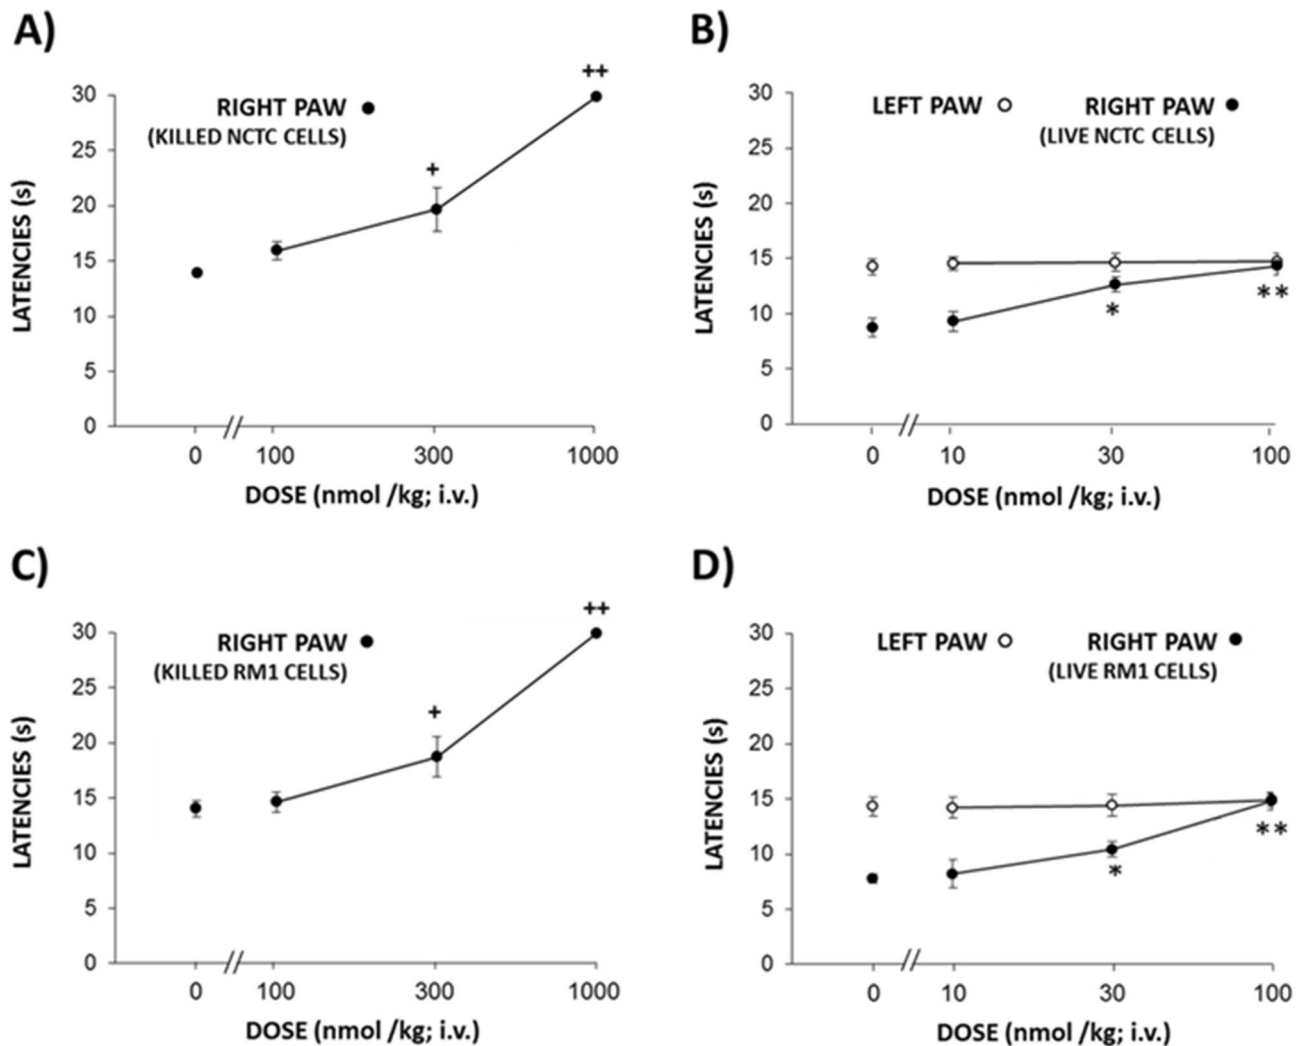 A)
++
30
RIGHT PAW
(KILLED NCTC CELLS)
25
+
20
15
10
5
0
LATENCIES (s)
0 // 100 300 1000
DOSE (nmol /kg; i.v.)
B)
30
LEFT PAW RIGHT PAW
(LIVE NCTC CELLS)
25
20
15
**
10
*
5
0
LATENCIES (s)
0 // 10 30 100
DOSE (nmol /kg; i.v.)
C)
++
30
RIGHT PAW
(KILLED RM1 CELLS)
25
+
20
15
10
5
0
LATENCIES (s)
0 // 100 300 1000
DOSE (nmol /kg; i.v.)
D)
30
LEFT PAW RIGHT PAW
(LIVE RM1 CELLS)
25
20
15
**
10
*
5
0
LATENCIES (s)
0 // 10 30 100
DOSE (nmol /kg; i.v.)